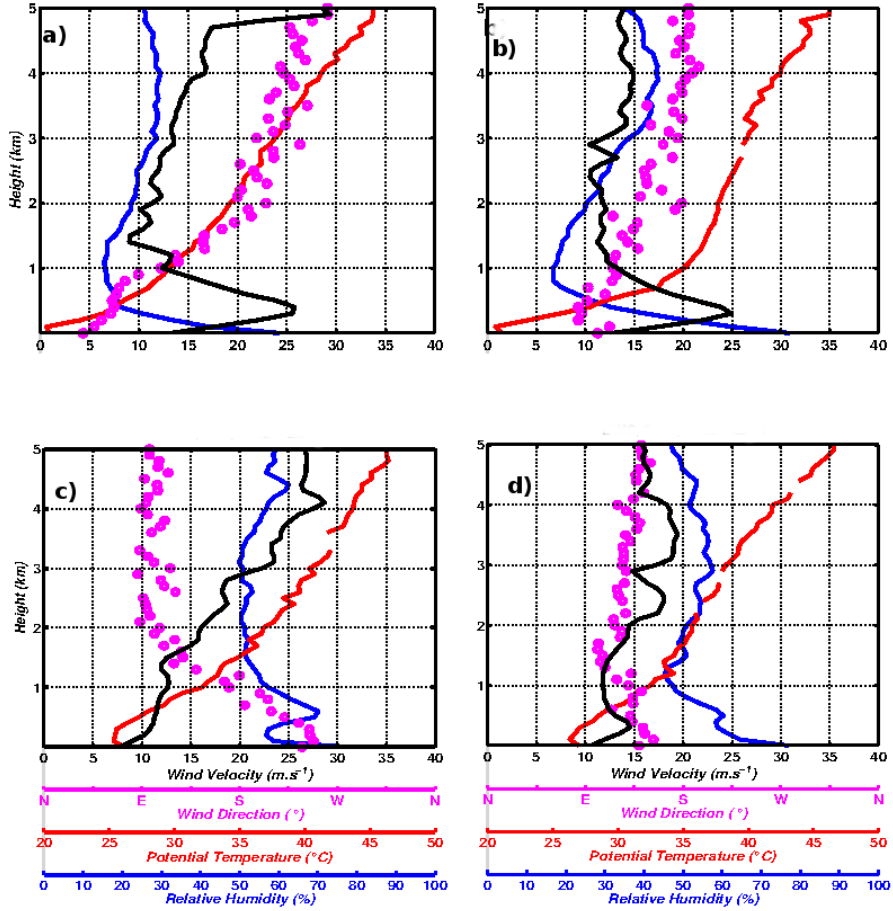 a)
b)
5
4
3
2
1
0 5 10 15 20 25 30 35 40
Height (km)
5
4
3
2
1
0 5 10 15 20 25 30 35 40
c)
d)
5
4
3
2
1
0 5 10 15 20 25 30 35 40
Height (km)
Wind Velocity (m.s⁻¹)
N E S W N
Wind Direction (°)
20 25 30 35 40 45 50
Potential Temperature (°C)
0 10 20 30 40 50 60 70 80 90 100
Relative Humidity (%)
5
4
3
2
1
0 5 10 15 20 25 30 35 40
Wind Velocity (m.s⁻¹)
N E S W N
Wind Direction (°)
20 25 30 35 40 45 50
Potential Temperature (°C)
0 10 20 30 40 50 60 70 80 90 100
Relative Humidity (%)